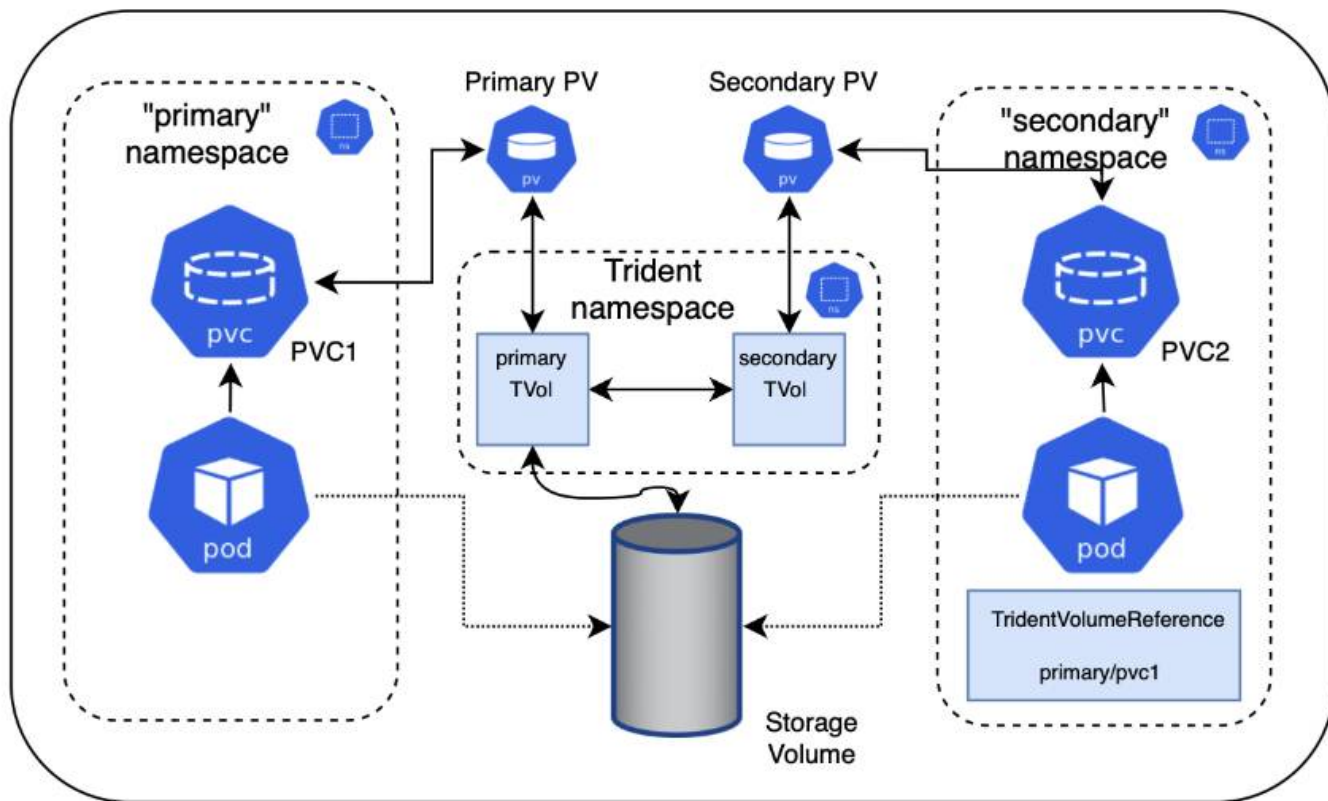 Primary PV
Secondary PV
"primary"
namespace
ns
pv
pv
"secondary"
namespace
ns
Trident
namespace
ns
pvc
PVC1
primary
TVol
secondary
TVol
pvc
PVC2
pod
pod
TridentVolumeReference
primary/pvc1
Storage
Volume